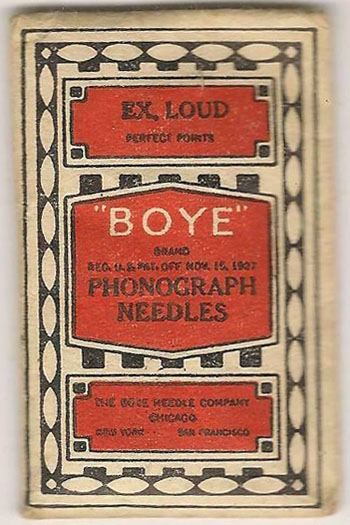 EX. LOUD
PERFECT POINTS
"BOYE"
BRAND
REG. U.S. PAT. OFF. NOV. 15, 1927
PHONOGRAPH
NEEDLES
THE BOYE NEEDLE COMPANY
CHICAGO
NEW YORK SAN FRANCISCO